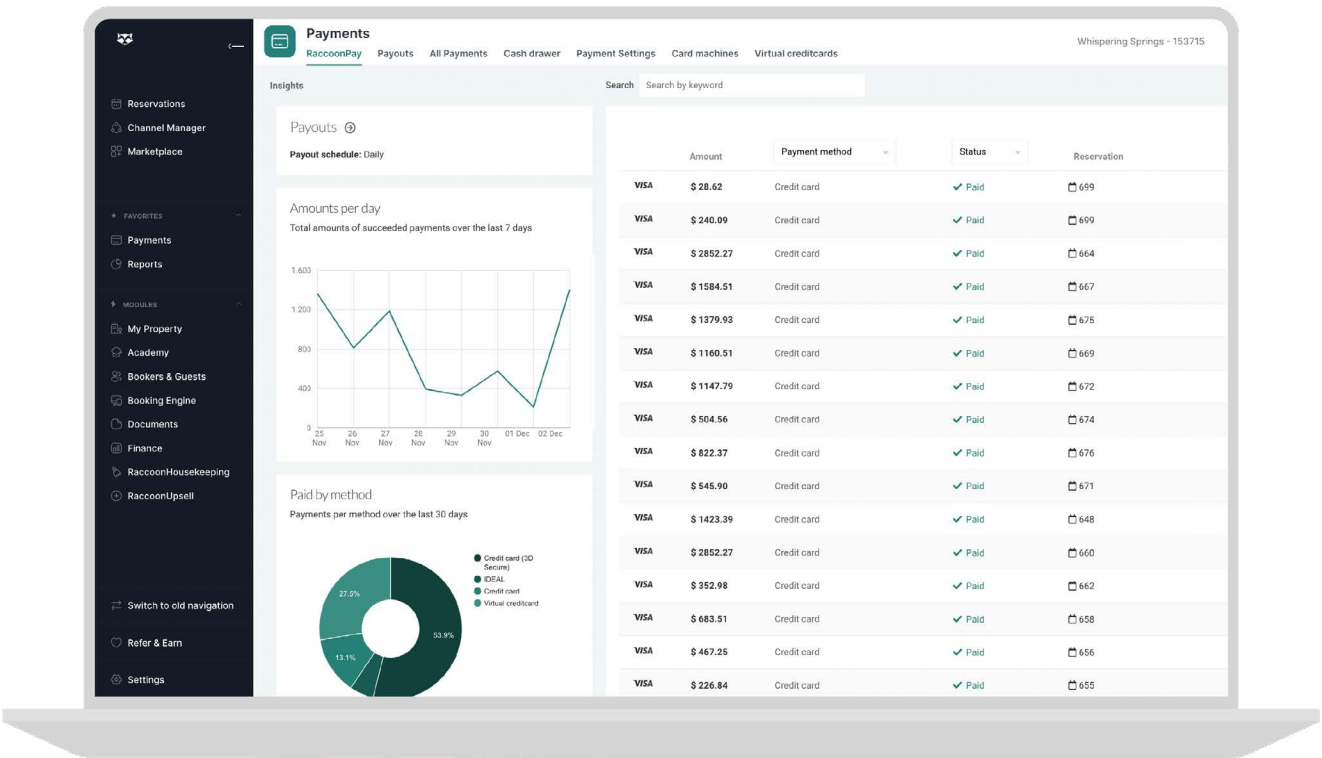 Payments
RaccoonPay Payouts All Payments Cash drawer Payment Settings Card machines Virtual creditcards
Whispering Springs - 153715
Reservations
Channel Manager
Marketplace
FAVORITES
Payments
Reports
MODULES
My Property
Academy
Bookers & Guests
Booking Engine
Documents
Finance
RaccoonHousekeeping
RaccoonUpsell
Switch to old navigation
Refer & Earn
Settings
Insights
Payouts
Payout schedule: Daily
Amounts per day
Total amounts of succeeded payments over the last 7 days
1.600
1.200
800
400
0
25 Nov 26 Nov 27 Nov 28 Nov 29 Nov 30 Nov 01 Dec 02 Dec
Paid by method
Payments per method over the last 30 days
Credit card (3D
Secure)
IDEAL
Credit card
Virtual creditcard
27.5%
53.9%
13.1%
Search Search by keyword
Amount Payment method Status Reservation
VISA $ 28.62 Credit card Paid 699
VISA $ 240.09 Credit card Paid 699
VISA $ 2852.27 Credit card Paid 664
VISA $ 1584.51 Credit card Paid 667
VISA $ 1379.93 Credit card Paid 675
VISA $ 1160.51 Credit card Paid 669
VISA $ 1147.79 Credit card Paid 672
VISA $ 504.56 Credit card Paid 674
VISA $ 822.37 Credit card Paid 676
VISA $ 545.90 Credit card Paid 671
VISA $ 1423.39 Credit card Paid 648
VISA $ 2852.27 Credit card Paid 660
VISA $ 352.98 Credit card Paid 662
VISA $ 683.51 Credit card Paid 658
VISA $ 467.25 Credit card Paid 656
VISA $ 226.84 Credit card Paid 655